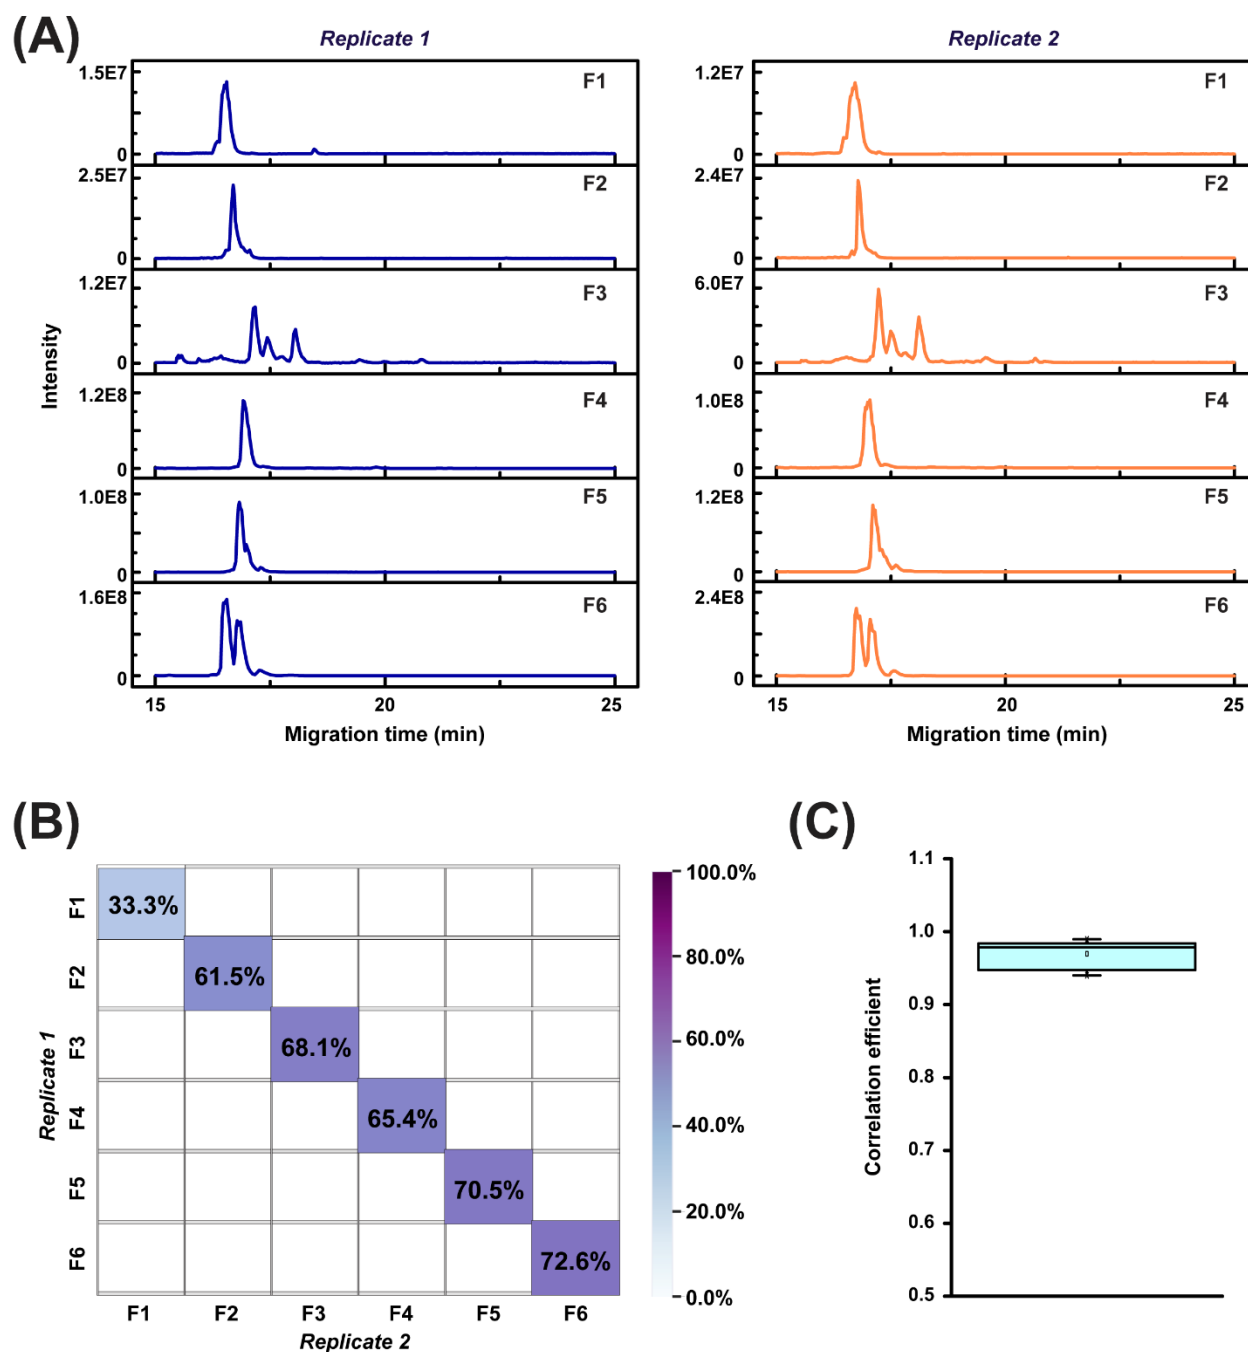 (A)
Replicate 1
Replicate 2
Intensity
1.5E7
0
F1
1.2E7
0
F1
2.5E7
0
F2
2.4E7
0
F2
1.2E7
0
F3
6.0E7
0
F3
1.2E8
0
F4
1.0E8
0
F4
1.0E8
0
F5
1.2E8
0
F5
1.6E8
0
F6
2.4E8
0
F6
15 20 25
15 20 25
Migration time (min)
Migration time (min)
(B)
Replicate 1
F1
F2
F3
F4
F5
F6
33.3%
61.5%
68.1%
65.4%
70.5%
72.6%
F1 F2 F3 F4 F5 F6
Replicate 2
100.0%
80.0%
60.0%
40.0%
20.0%
0.0%
(C)
Correlation efficient
1.1
1.0
0.9
0.8
0.7
0.6
0.5